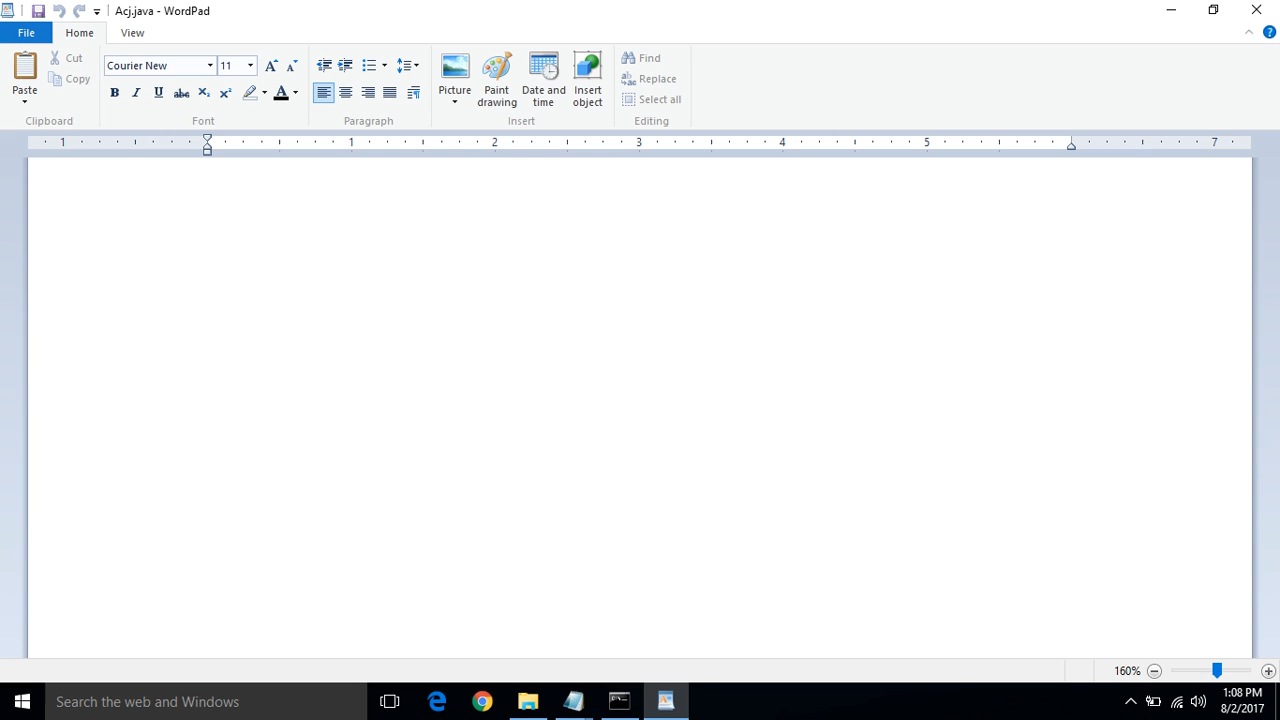 Acj.java - WordPad
File Home View
Paste Cut Copy
Clipboard
Courier New 11
B I U abc X₂ X² A
Font
Paragraph
Picture Paint drawing Date and time Insert object
Insert
Find
Replace
Select all
Editing
1 1 2 3 4 5 7
160%
Search the web and Windows
1:08 PM
8/2/2017